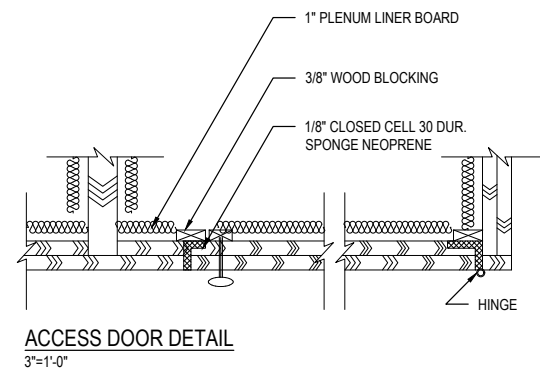 1" PLENUM LINER BOARD
3/8" WOOD BLOCKING
1/8" CLOSED CELL 30 DUR.
SPONGE NEOPRENE
HINGE
ACCESS DOOR DETAIL
3"=1'-0"